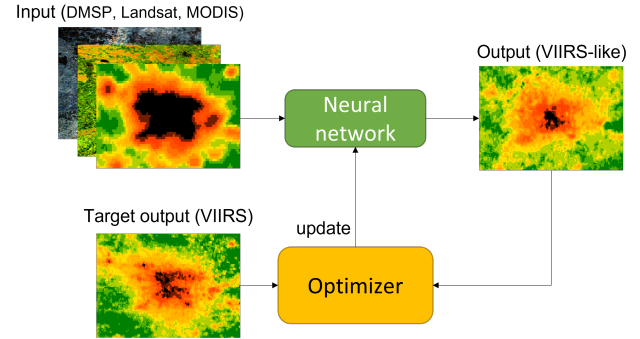 Input (DMSP, Landsat, MODIS)
Output (VIIRS-like)
Neural
network
Target output (VIIRS)
update
Optimizer